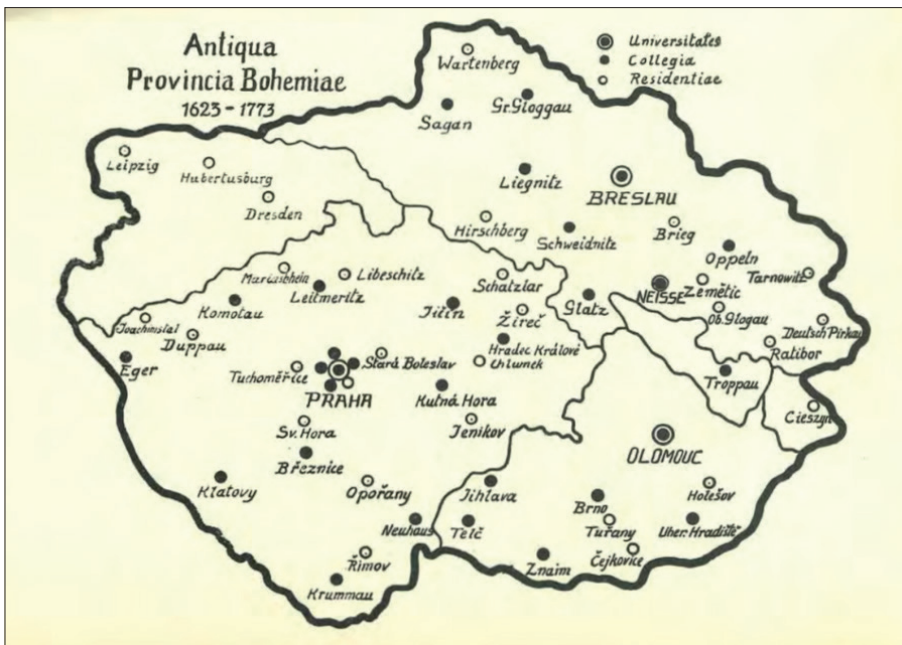 Antiqua
Provincia Bohemiae
1623 - 1773
Universitates
Collegia
Residentiae
Wartenberg
Sagan
Gr. Gloggau
Leipzig
Hubertusburg
Dresden
Liegnitz
BRESLAU
Hirschberg
Schweidnitz
Brieg
Oppeln
Tarnowitz
Mariaschein
Libeschitz
Leitmeritz
Schatzlar
Glatz
NEISSE
Zemětic
Ob. Glogau
Deutsch Pirkau
Komotau
Joachimstal
Duppau
Jičín
Žireč
Ratibor
Eger
Tuchoměřice
Stará Boleslav
Hradec Králové
Chlumek
Troppau
PRAHA
Kutná Hora
Cieszyn
Sv. Hora
Jenikov
OLOMOUC
Březnice
Klatovy
Opořany
Jihlava
Brno
Holešov
Neuhaus
Telč
Tuřany
Uher. Hradiště
Římov
Znaim
Čejkovice
Krummau